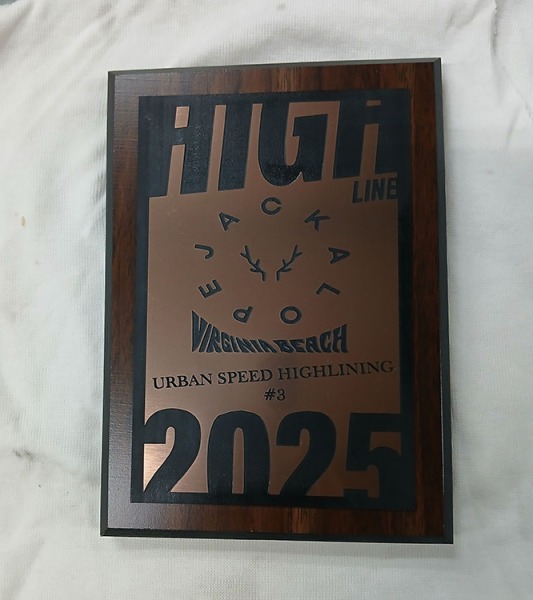 HIGH
LINE
JACKALOPE
VIRGINIA BEACH
URBAN SPEED HIGHLINING
#3
2025